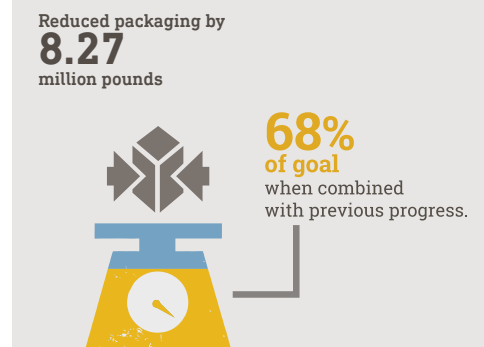 Reduced packaging by
8.27
million pounds
68%
of goal
when combined
with previous progress.